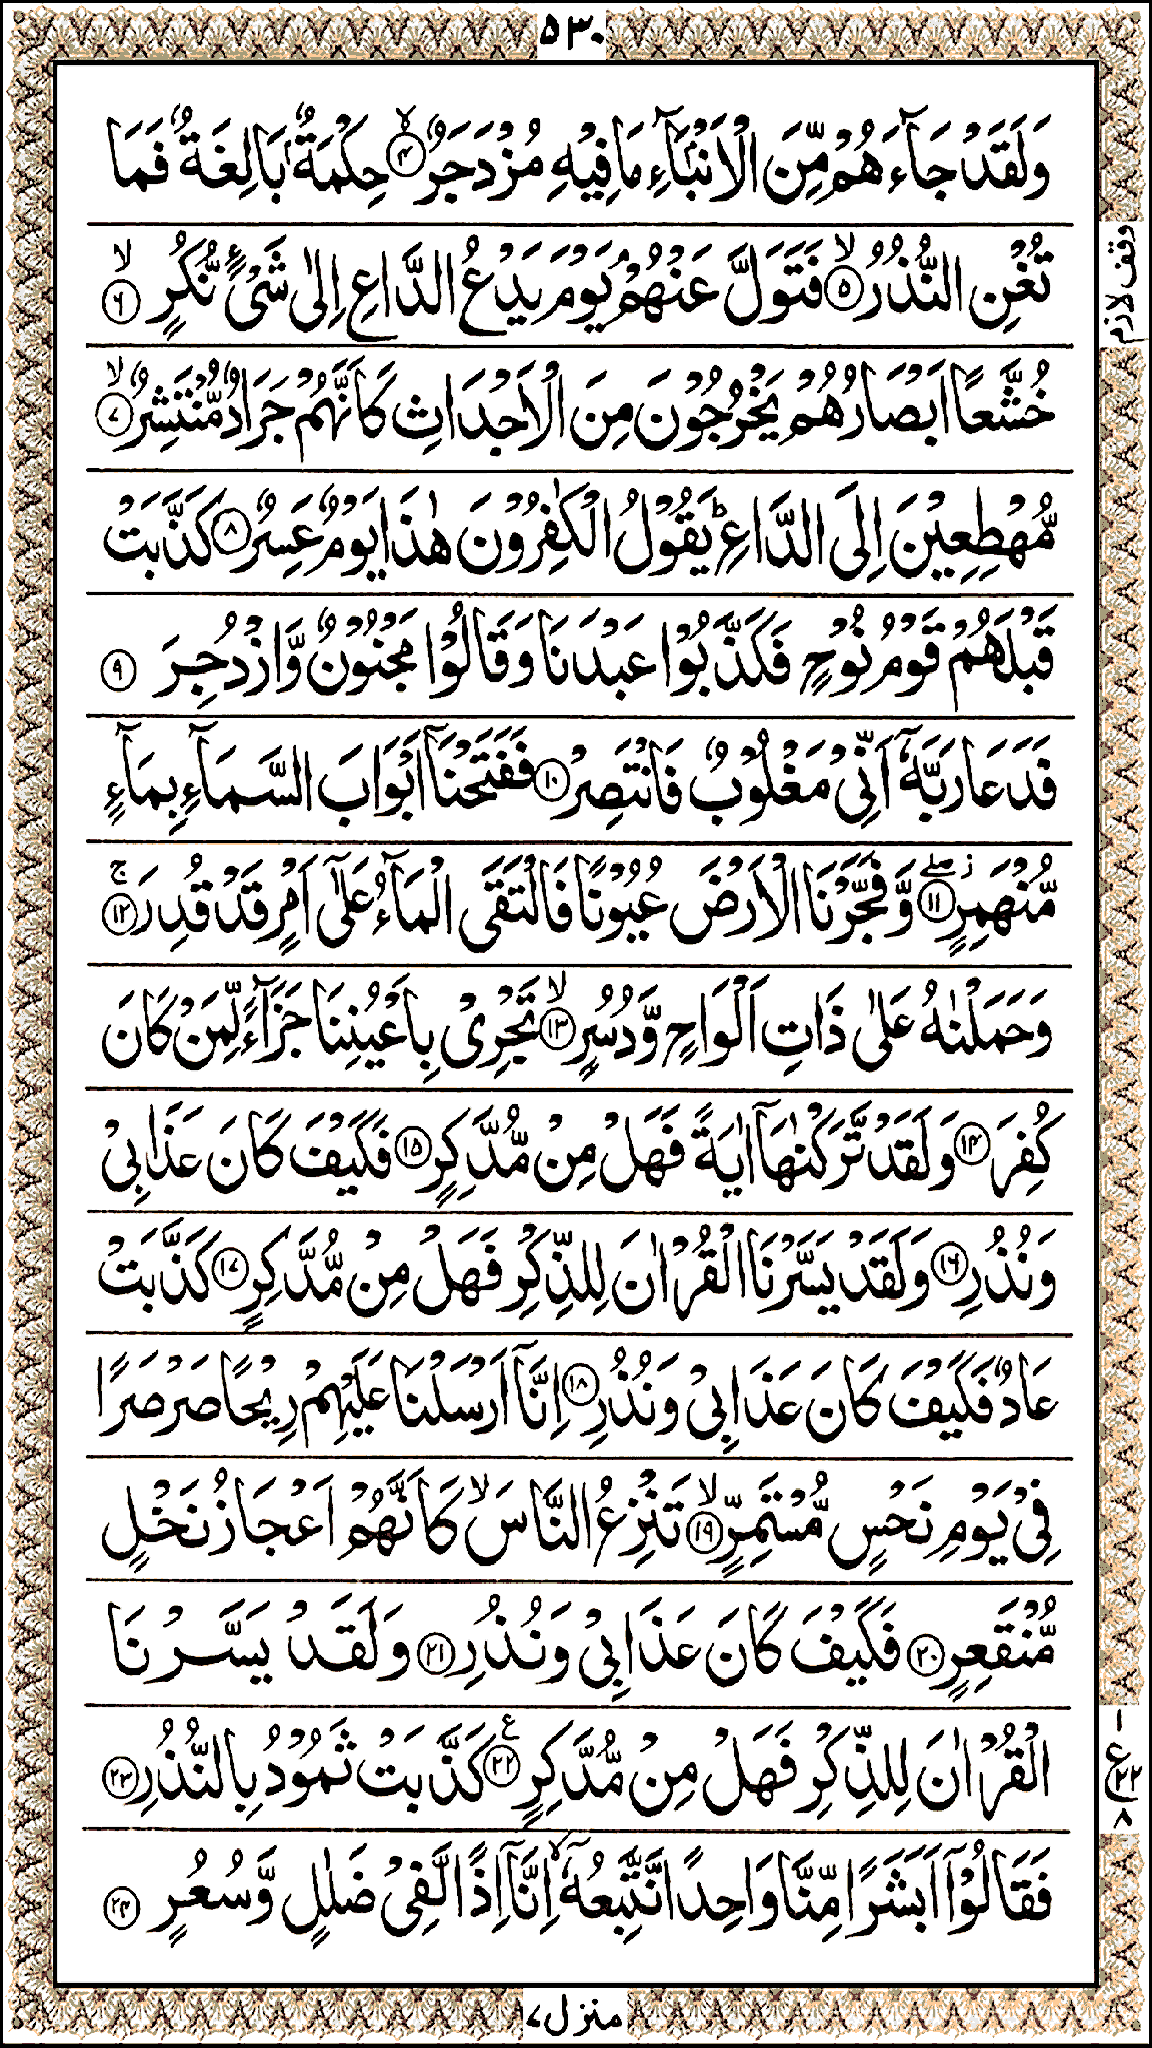 ٥٣٠
وَلَقَدْ جَآءَهُمْ مِّنَ الْاَنْۢبَآءِ مَا فِیْهِ مُزْدَجَرٌ ۙ﴿۴﴾ حِكْمَةٌۢ بَالِغَةٌ فَمَا
تُغْنِ النُّذُرُ ۙ﴿۵﴾ فَتَوَلَّ عَنْهُمْ ۘ یَوْمَ یَدْعُ الدَّاعِ اِلٰی شَیْءٍ نُّكُرٍ ۙ﴿۶﴾
وقف لازم
خُشَّعًا اَبْصَارُهُمْ یَخْرُجُوْنَ مِنَ الْاَجْدَاثِ كَاَنَّهُمْ جَرَادٌ مُّنْتَشِرٌ ۙ﴿۷﴾
مُّهْطِعِیْنَ اِلَی الدَّاعِ ؕ یَقُوْلُ الْكٰفِرُوْنَ هٰذَا یَوْمٌ عَسِرٌ ﴿۸﴾ كَذَّبَتْ
قَبْلَهُمْ قَوْمُ نُوْحٍ فَكَذَّبُوْا عَبْدَنَا وَقَالُوْا مَجْنُوْنٌ وَّازْدُجِرَ ﴿۹﴾
فَدَعَا رَبَّهٗۤ اَنِّیْ مَغْلُوْبٌ فَانْتَصِرْ ﴿۱۰﴾ فَفَتَحْنَاۤ اَبْوَابَ السَّمَآءِ بِمَآءٍ
مُّنْهَمِرٍ ؗۖ﴿۱۱﴾ وَّفَجَّرْنَا الْاَرْضَ عُیُوْنًا فَالْتَقَی الْمَآءُ عَلٰۤی اَمْرٍ قَدْ قُدِرَ ۚ﴿۱۲﴾
وَحَمَلْنٰهُ عَلٰی ذَاتِ اَلْوَاحٍ وَّدُسُرٍ ۙ﴿۱۳﴾ تَجْرِیْ بِاَعْیُنِنَا جَزَآءً لِّمَنْ كَانَ
كُفِرَ ﴿۱۴﴾ وَلَقَدْ تَّرَكْنٰهَاۤ اٰیَةً فَهَلْ مِنْ مُّدَّكِرٍ ﴿۱۵﴾ فَكَیْفَ كَانَ عَذَابِیْ
وَنُذُرِ ﴿۱۶﴾ وَلَقَدْ یَسَّرْنَا الْقُرْاٰنَ لِلذِّكْرِ فَهَلْ مِنْ مُّدَّكِرٍ ﴿۱۷﴾ كَذَّبَتْ
عَادٌ فَكَیْفَ كَانَ عَذَابِیْ وَنُذُرِ ﴿۱۸﴾ اِنَّاۤ اَرْسَلْنَا عَلَیْهِمْ رِیْحًا صَرْصَرًا
فِیْ یَوْمِ نَحْسٍ مُّسْتَمِرٍّ ۙ﴿۱۹﴾ تَنْزِعُ النَّاسَ ۙ كَاَنَّهُمْ اَعْجَازُ نَخْلٍ
مُّنْقَعِرٍ ﴿۲۰﴾ فَكَیْفَ كَانَ عَذَابِیْ وَنُذُرِ ﴿۲۱﴾ وَلَقَدْ یَسَّرْنَا
الْقُرْاٰنَ لِلذِّكْرِ فَهَلْ مِنْ مُّدَّكِرٍ ﴿۲۲﴾ ع كَذَّبَتْ ثَمُوْدُ بِالنُّذُرِ ﴿۲۳﴾
۱
ع۲۲
۸
فَقَالُوْۤا اَبَشَرًا مِّنَّا وَاحِدًا نَّتَّبِعُهٗۤ ۙ اِنَّاۤ اِذًا لَّفِیْ ضَلٰلٍ وَّسُعُرٍ ﴿۲۴﴾
منزل ۷